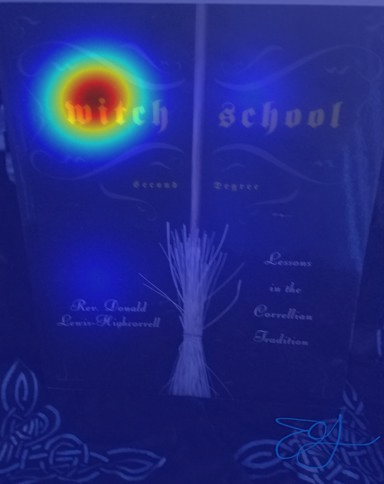 witch school
Second Degree
Lessons
in the
Correllian
Tradition
Rev. Donald
Lewis-Highcorrell